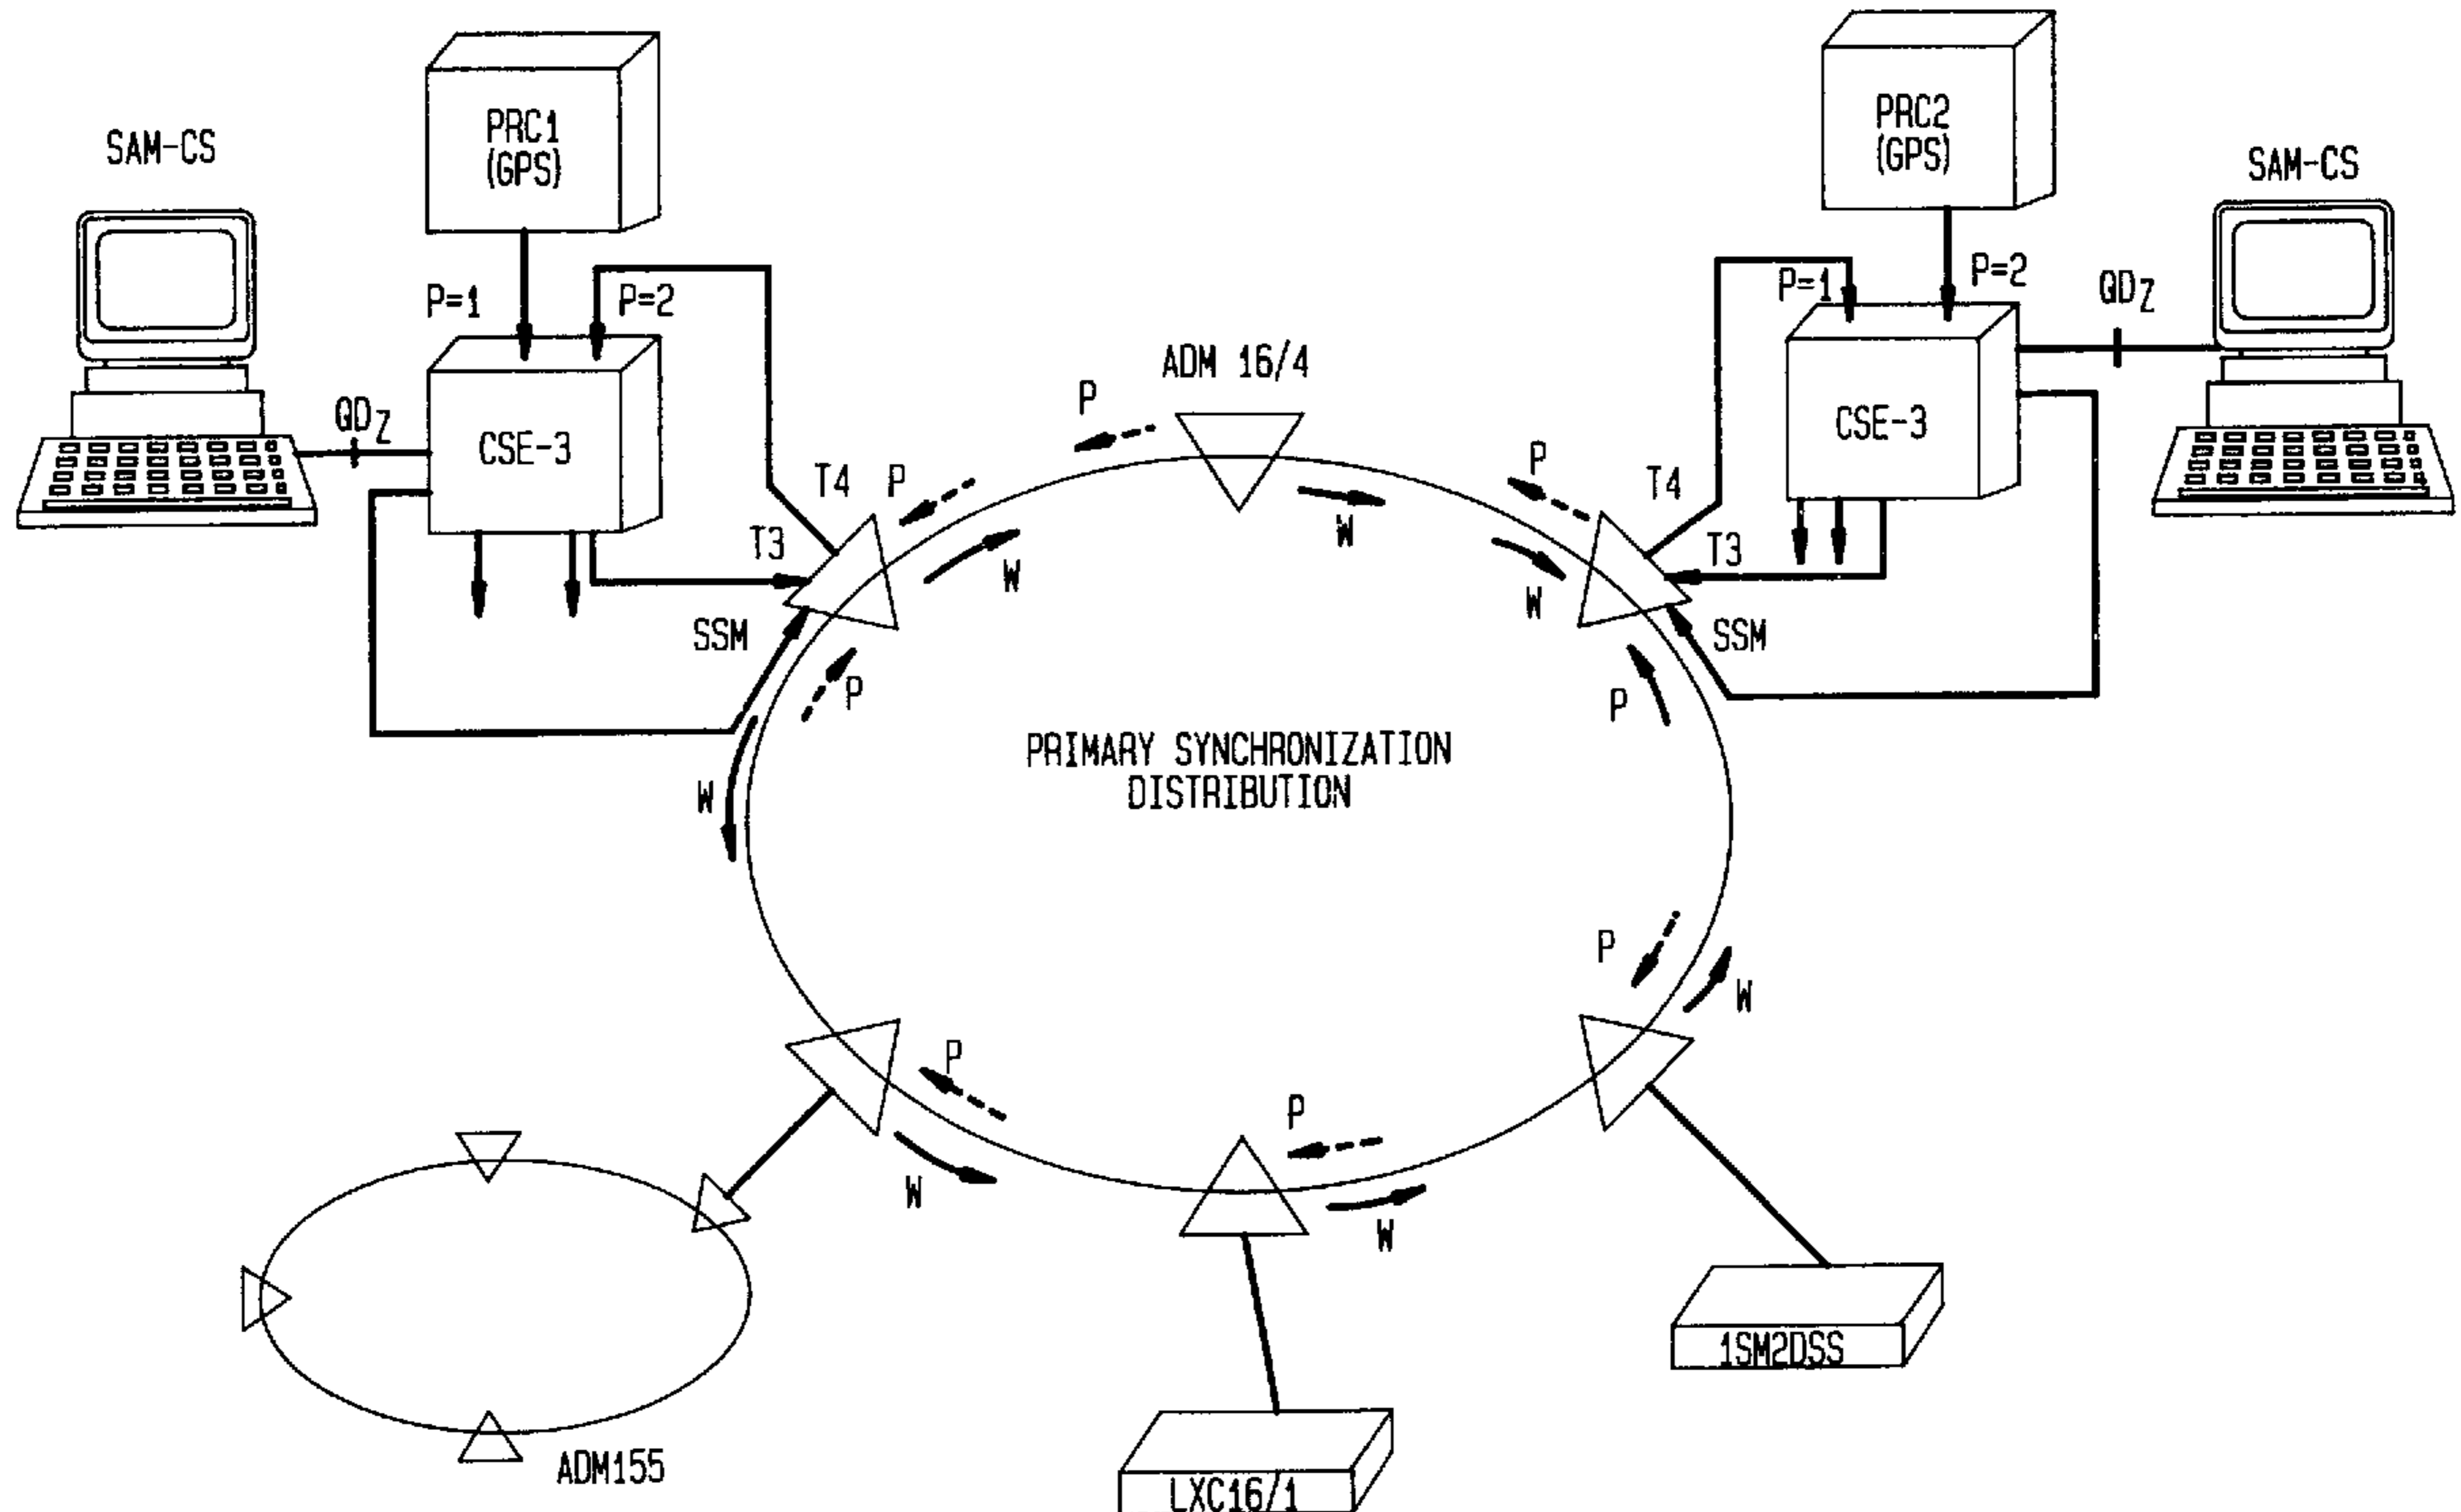 PRC1
(GPS)
PRC2
(GPS)
SAM-CS
SAM-CS
P=1
P=2
P=1
P=2
QDZ
QDZ
CSE-3
CSE-3
ADM 16/4
P
P
P
T4
T4
T3
T3
W
W
W
SSM
SSM
P
P
PRIMARY SYNCHRONIZATION
DISTRIBUTION
W
P
W
P
P
W
W
1SM2DSS
ADM155
LXC16/1